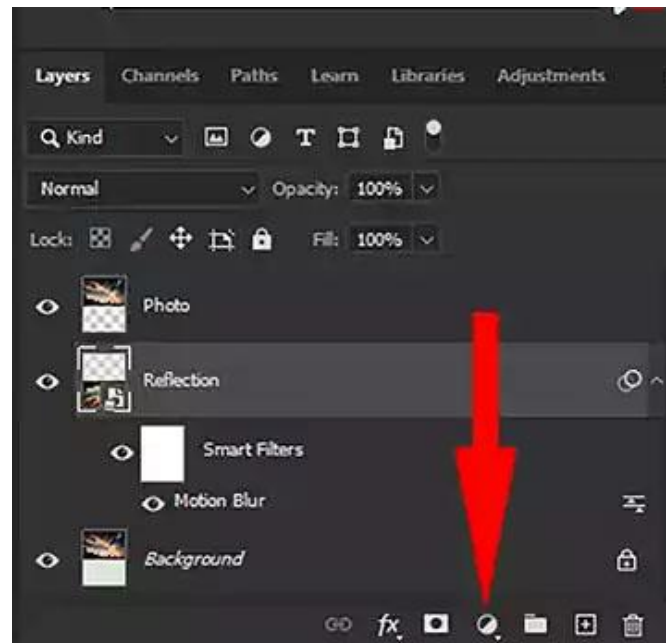 Layers Channels Paths Learn Libraries Adjustments
Kind
Normal Opacity: 100%
Lock: Fill: 100%
Photo
Reflection
Smart Filters
Motion Blur
Background
fx